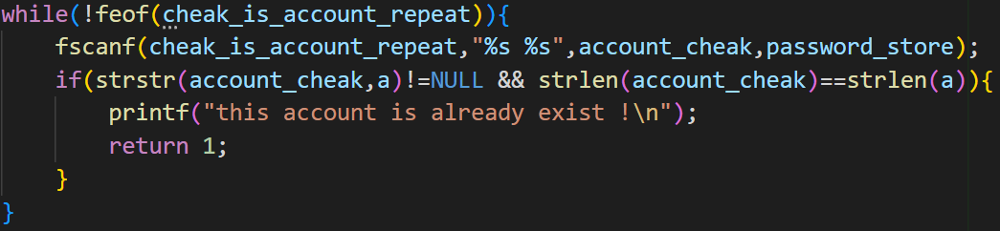 while(!feof(cheak_is_account_repeat)){
    fscanf(cheak_is_account_repeat,"%s %s",account_cheak,password_store);
    if(strstr(account_cheak,a)!=NULL && strlen(account_cheak)==strlen(a)){
        printf("this account is already exist !\n");
        return 1;
    }
}